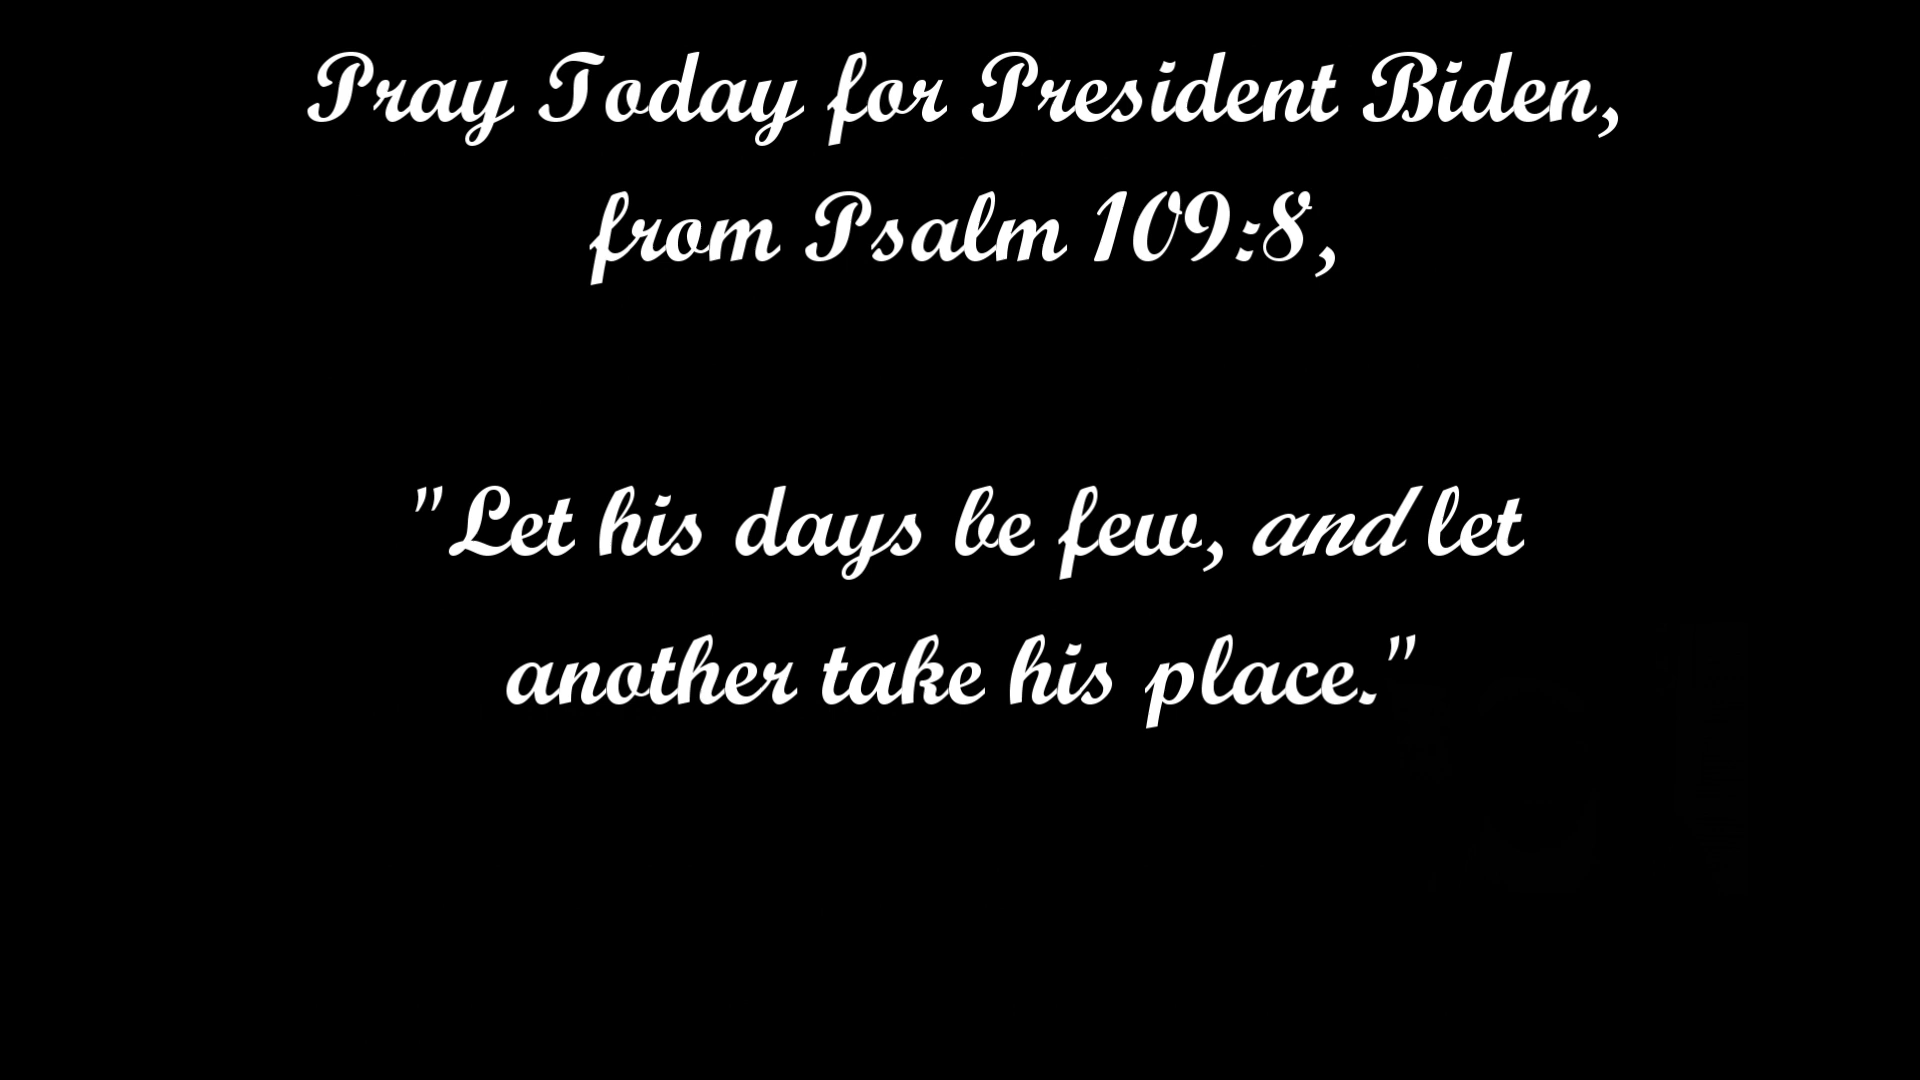 Pray Today for President Biden,
from Psalm 109:8,
"Let his days be few, and let
another take his place."